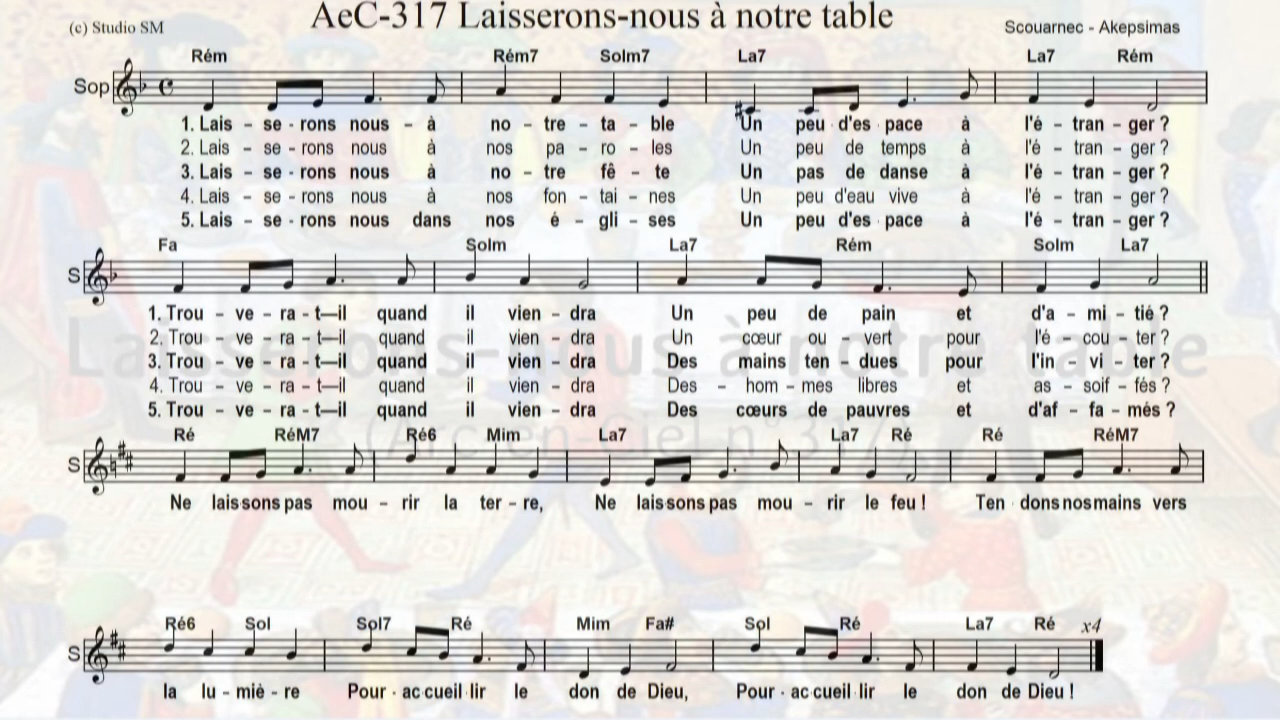 AeC-317 Laisserons-nous à notre table
(c) Studio SM
Scouarnec - Akepsimas
Rém Rém7 Solm7 La7 La7 Rém
Sop
1. Lais - se - rons nous - à no - tre - ta - ble Un peu d'es pace à l'é - tran - ger ?
2. Lais - se - rons nous à nos pa - ro - les Un peu de temps à l'é - tran - ger ?
3. Lais - se - rons nous à no - tre fê - te Un pas de danse à l'é - tran - ger ?
4. Lais - se - rons nous à nos fon - tai - nes Un peu d'eau vive à l'é - tran - ger ?
5. Lais - se - rons nous dans nos é - gli - ses Un peu d'es pace à l'é - tran - ger ?
Fa Solm La7 Rém Solm La7
S
1. Trou - ve - ra - t—il quand il vien - dra Un peu de pain et d'a - mi - tié ?
2. Trou - ve - ra - t—il quand il vien - dra Un cœur ou vert pour l'é - cou - ter ?
3. Trou - ve - ra - t—il quand il vien - dra Des mains ten dues pour l'in - vi - ter ?
4. Trou - ve - ra - t—il quand il vien - dra Des - hom - mes libres et as - soif - fés ?
5. Trou - ve - ra - t—il quand il vien - dra Des cœurs de pauvres et d'af - fa - més ?
Laisserons-nous à notre table
(Arc-en-Ciel n° 317)
Ré RéM7 Ré6 Mim La7 La7 Ré Ré RéM7
S
Ne laissons pas mou - rir la ter - re, Ne laissons pas mou - rir le feu ! Ten dons nos mains vers
Ré6 Sol Sol7 Ré Mim Fa# Sol Ré La7 Ré x4
S
la lu - miè - re Pour - ac cueil lir le don de Dieu, Pour - ac cueil lir le don de Dieu !